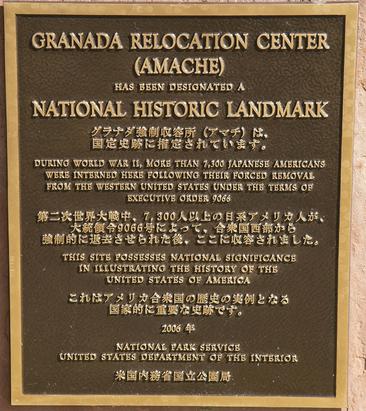 GRANADA RELOCATION CENTER
(AMACHE)
HAS BEEN DESIGNATED A
NATIONAL HISTORIC LANDMARK
グラナダ強制収容所（アマチ）は、
国定史跡に指定されています。
DURING WORLD WAR II, MORE THAN 7,300 JAPANESE AMERICANS
WERE INTERNED HERE FOLLOWING THEIR FORCED REMOVAL
FROM THE WESTERN UNITED STATES UNDER THE TERMS OF
EXECUTIVE ORDER 9066
第二次世界大戦中、7,300人以上の日系アメリカ人が、
大統領令9066号によって、合衆国西部から
強制的に退去させられた後、ここに収容されました。
THIS SITE POSSESSES NATIONAL SIGNIFICANCE
IN ILLUSTRATING THE HISTORY OF THE
UNITED STATES OF AMERICA
これはアメリカ合衆国の歴史の実例となる
国家的に重要な史跡です。
2006 年
NATIONAL PARK SERVICE
UNITED STATES DEPARTMENT OF THE INTERIOR
米国内務省国立公園局